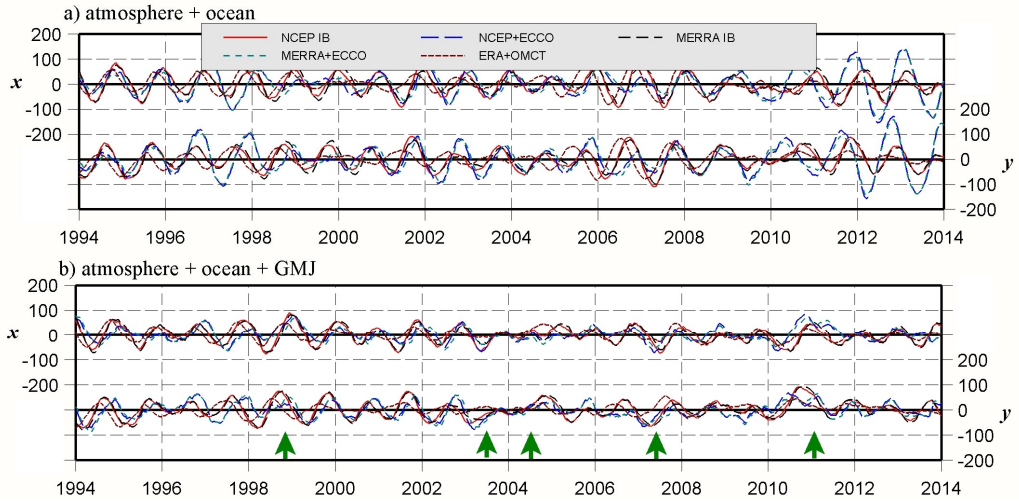 a) atmosphere + ocean
NCEP IB NCEP+ECCO MERRA IB
MERRA+ECCO ERA+OMCT
200
100
x 0
-100 200
-200 100
0 y
-100
-200
1994 1996 1998 2000 2002 2004 2006 2008 2010 2012 2014
b) atmosphere + ocean + GMJ
200
100
x 0
-100 200
-200 100
0 y
-100
-200
1994 1996 1998 2000 2002 2004 2006 2008 2010 2012 2014